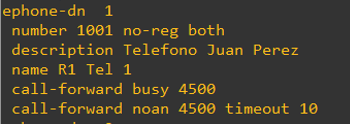 ephone-dn  1
 number 1001 no-reg both
 description Telefono Juan Perez
 name R1 Tel 1
 call-forward busy 4500
 call-forward noan 4500 timeout 10